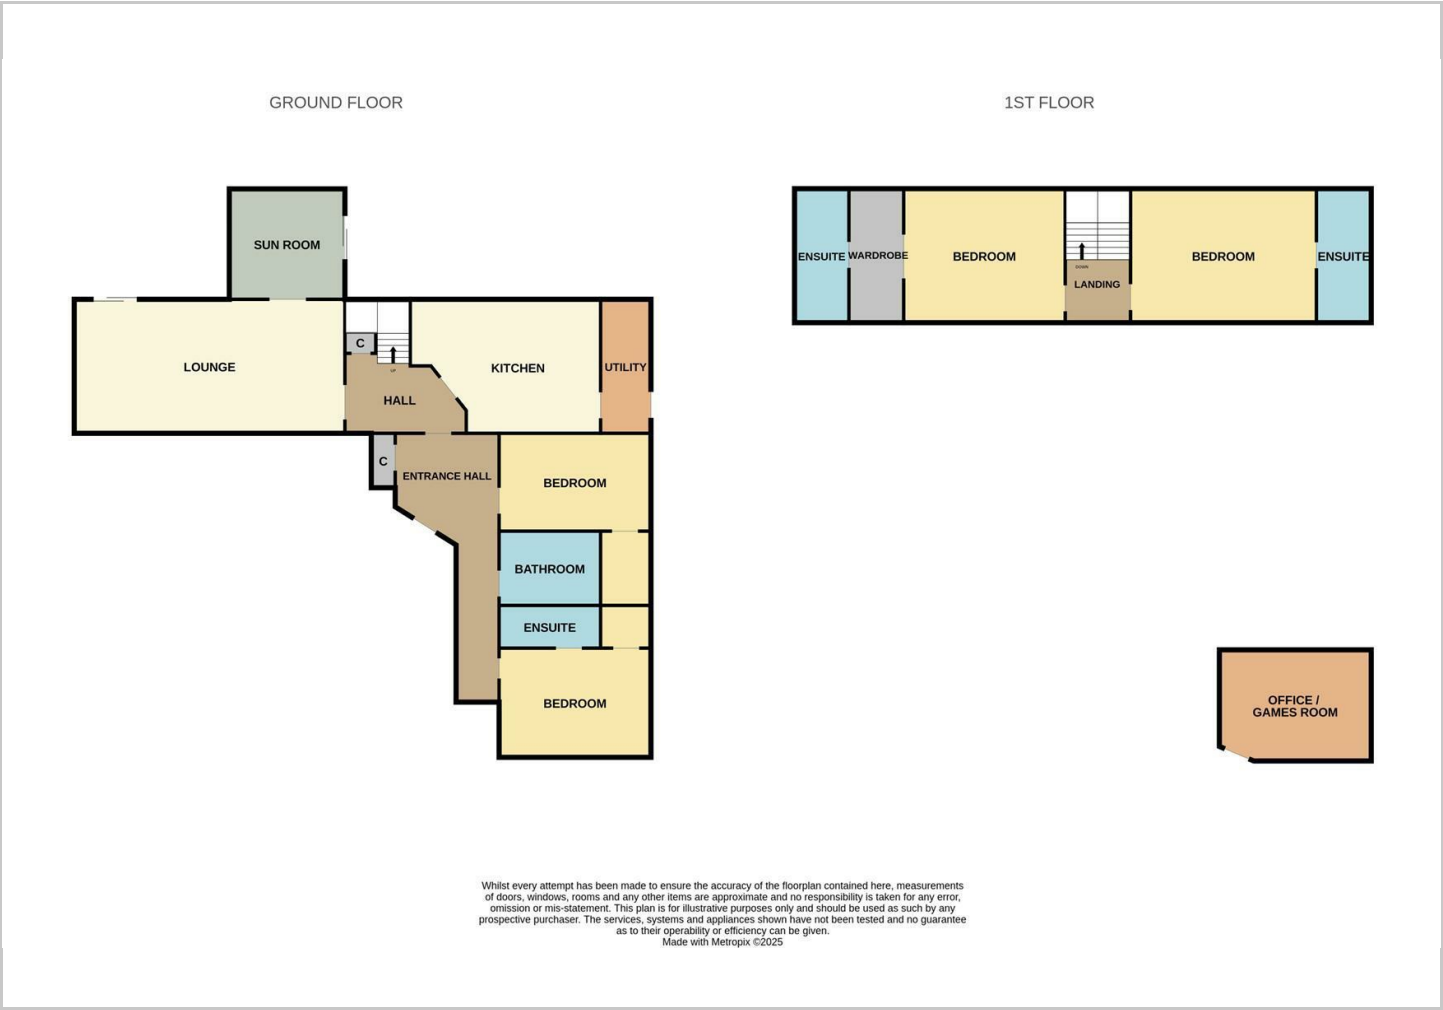 GROUND FLOOR
1ST FLOOR
SUN ROOM
LOUNGE
C
UP
HALL
KITCHEN
UTILITY
C
ENTRANCE HALL
BEDROOM
BATHROOM
ENSUITE
BEDROOM
ENSUITE
WARDROBE
BEDROOM
DOWN
LANDING
BEDROOM
ENSUITE
OFFICE /
GAMES ROOM
Whilst every attempt has been made to ensure the accuracy of the floorplan contained here, measurements
of doors, windows, rooms and any other items are approximate and no responsibility is taken for any error,
omission or mis-statement. This plan is for illustrative purposes only and should be used as such by any
prospective purchaser. The services, systems and appliances shown have not been tested and no guarantee
as to their operability or efficiency can be given.
Made with Metropix ©2025